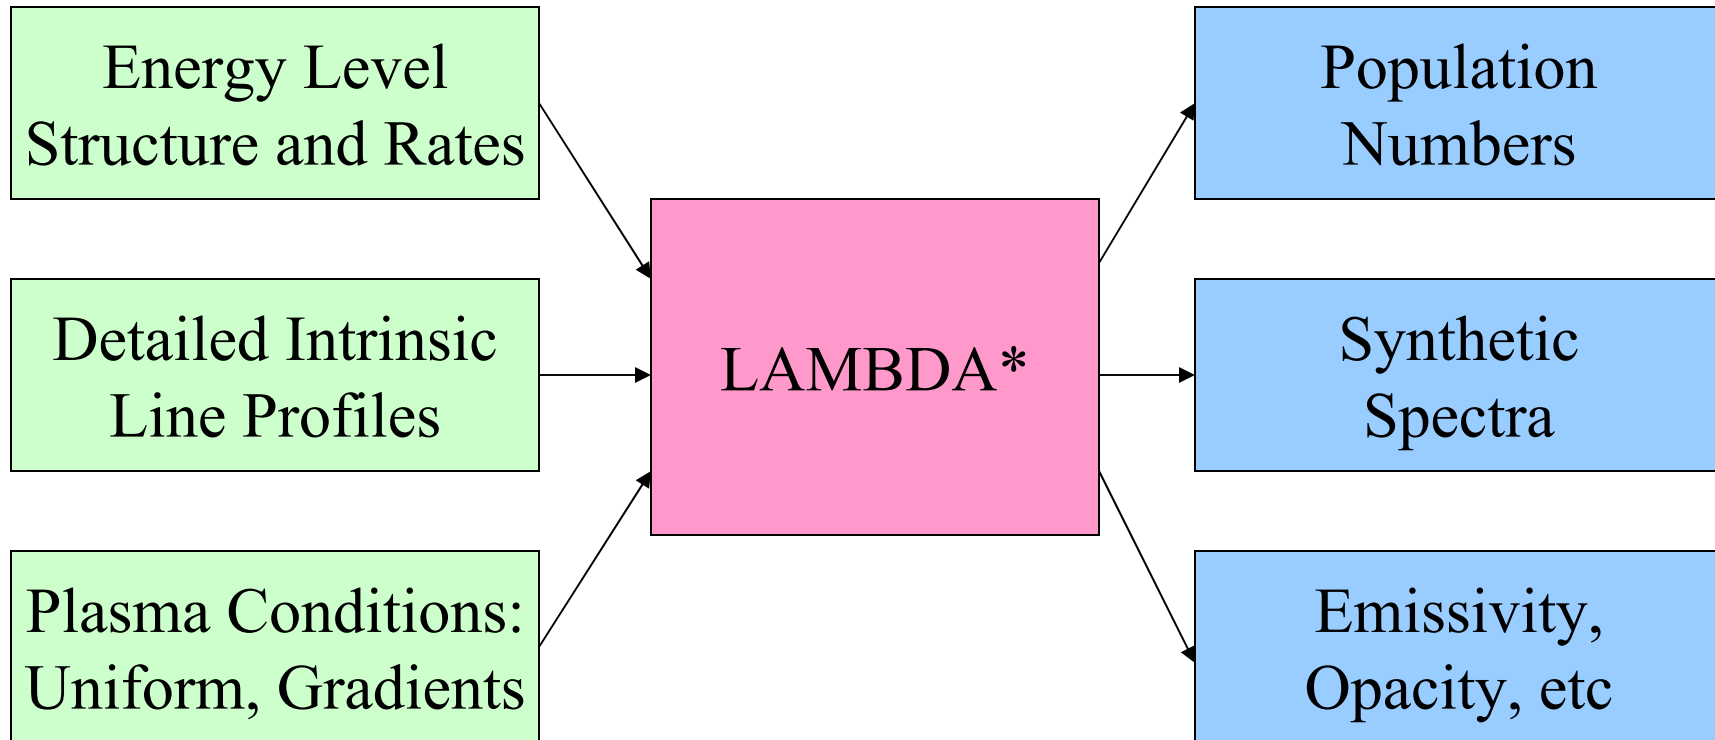 Energy Level
Structure and Rates
Detailed Intrinsic
Line Profiles
Plasma Conditions:
Uniform, Gradients
LAMBDA*
Population
Numbers
Synthetic
Spectra
Emissivity,
Opacity, etc